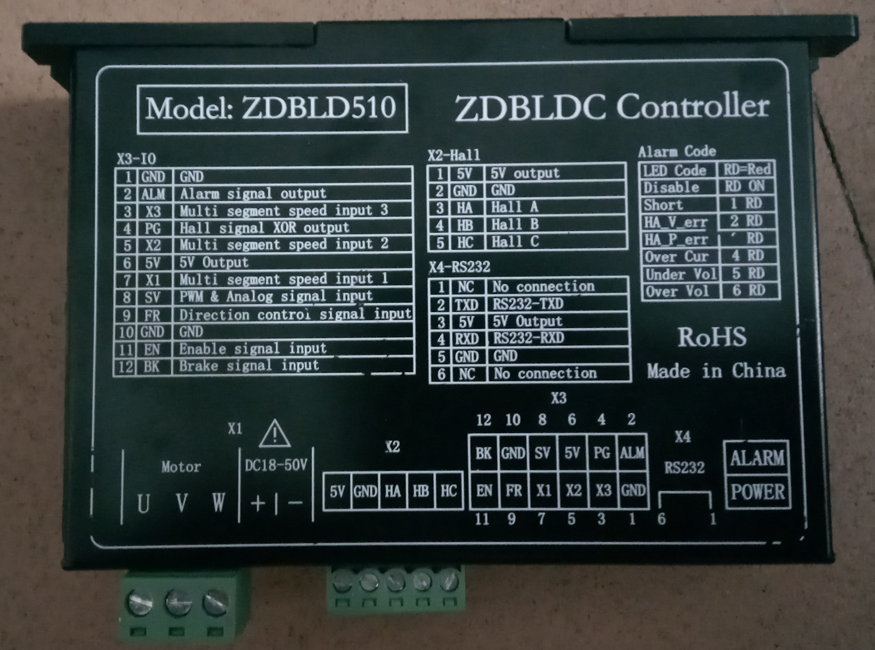 Model: ZDBLD510
ZDBLDC Controller
X3-IO
1 GND GND
2 ALM Alarm signal output
3 X3 Multi segment speed input 3
4 PG Hall signal XOR output
5 X2 Multi segment speed input 2
6 5V 5V Output
7 X1 Multi segment speed input 1
8 SV PWM & Analog signal input
9 FR Direction control signal input
10 GND GND
11 EN Enable signal input
12 BK Brake signal input
X2-Hall
1 5V 5V output
2 GND GND
3 HA Hall A
4 HB Hall B
5 HC Hall C
X4-RS232
1 NC No connection
2 TXD RS232-TXD
3 5V 5V Output
4 RXD RS232-RXD
5 GND GND
6 NC No connection
Alarm Code
LED Code RD=Red
Disable RD ON
Short 1 RD
HA_V_err 2 RD
HA_P_err RD
Over Cur 4 RD
Under Vol 5 RD
Over Vol 6 RD
RoHS
Made in China
X1
Motor DC18-50V
U V W + -
X2
5V GND HA HB HC
X3
12 10 8 6 4 2
BK GND SV 5V PG ALM
EN FR X1 X2 X3 GND
11 9 7 5 3 1
X4
RS232
6 1
ALARM
POWER